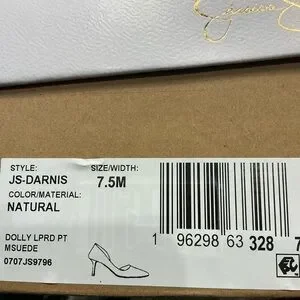 STYLE: SIZE/WIDTH:
JS-DARNIS 7.5M
COLOR/MATERIAL:
NATURAL
DOLLY LPRD PT
MSUEDE
0707JS9796
1 96298 63 328 7